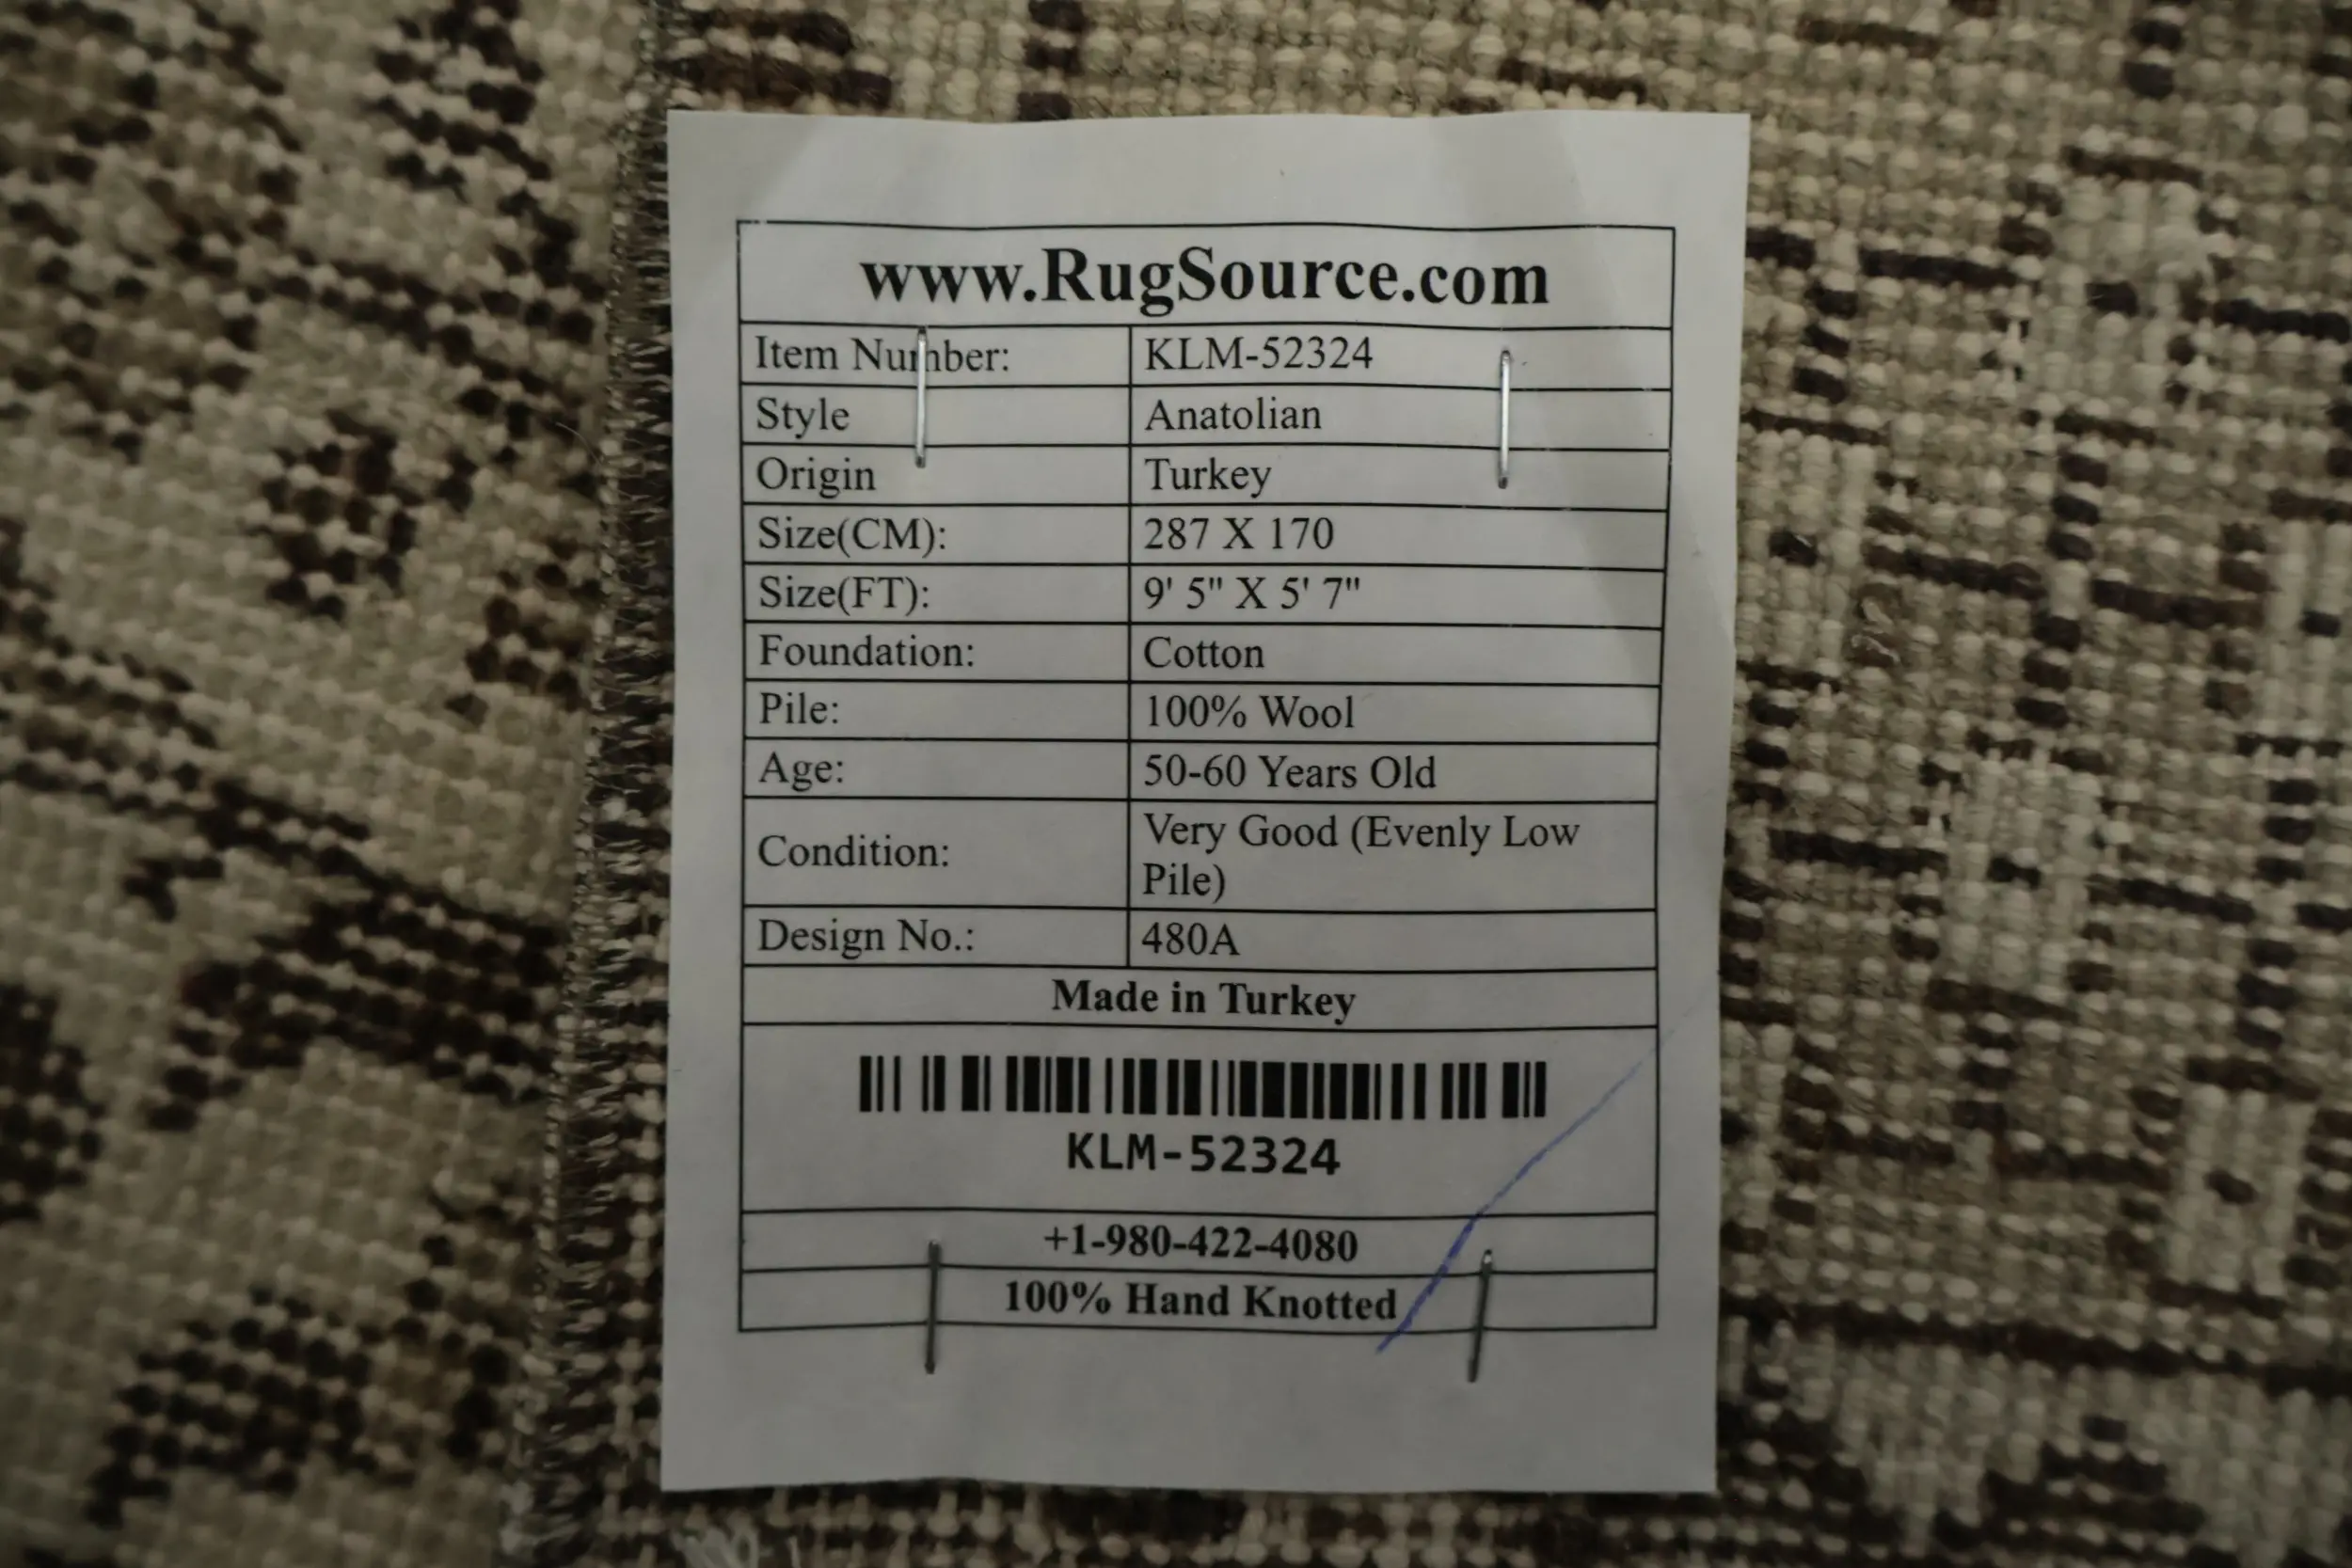 www.RugSource.com
Item Number: KLM-52324
Style Anatolian
Origin Turkey
Size(CM): 287 X 170
Size(FT): 9' 5" X 5' 7"
Foundation: Cotton
Pile: 100% Wool
Age: 50-60 Years Old
Condition: Very Good (Evenly Low
Pile)
Design No.: 480A
Made in Turkey
KLM-52324
+1-980-422-4080
100% Hand Knotted